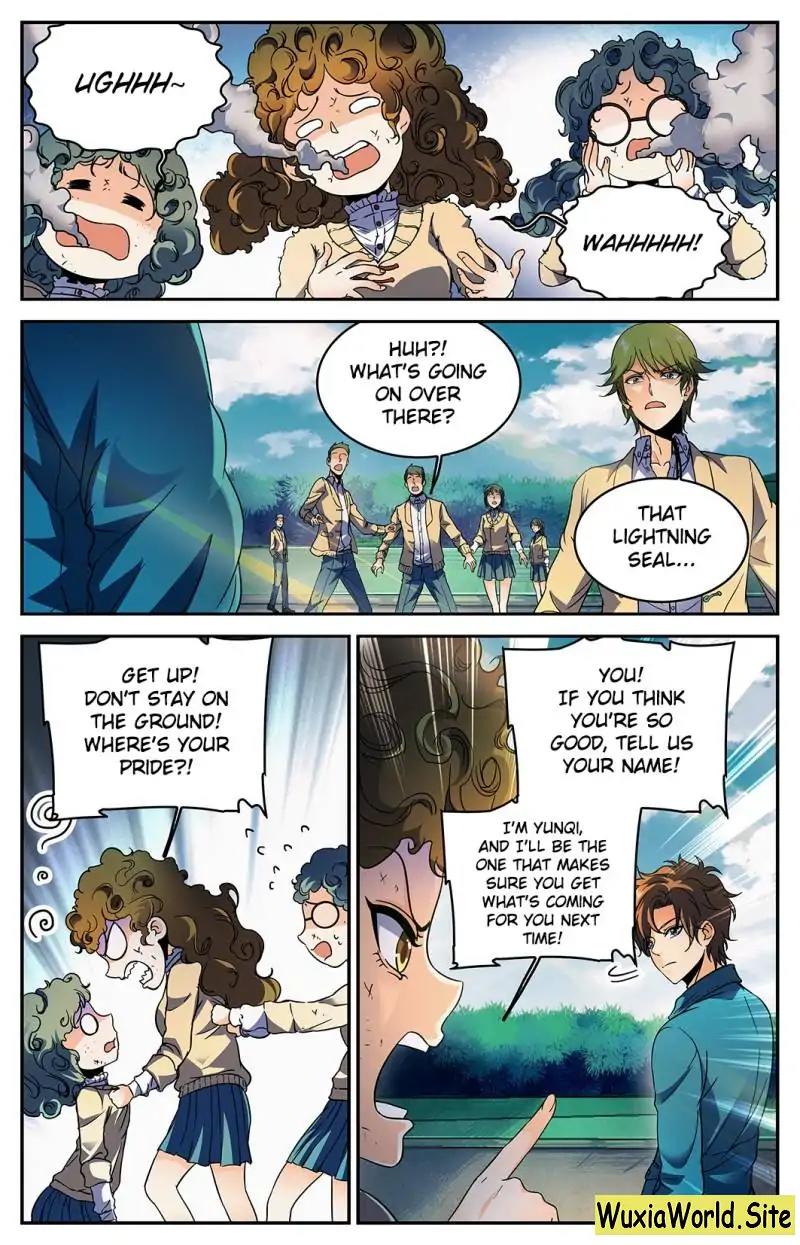 UGHHH~
WAHHHHH!
HUH?!
WHAT'S GOING
ON OVER
THERE?
THAT
LIGHTNING
SEAL...
GET UP!
DON'T STAY ON
THE GROUND!
WHERE'S YOUR
PRIDE?!
YOU!
IF YOU THINK
YOU'RE SO
GOOD, TELL US
YOUR NAME!
I'M YUNQI,
AND I'LL BE THE
ONE THAT MAKES
SURE YOU GET
WHAT'S COMING
FOR YOU NEXT
TIME!
WuxiaWorld.Site